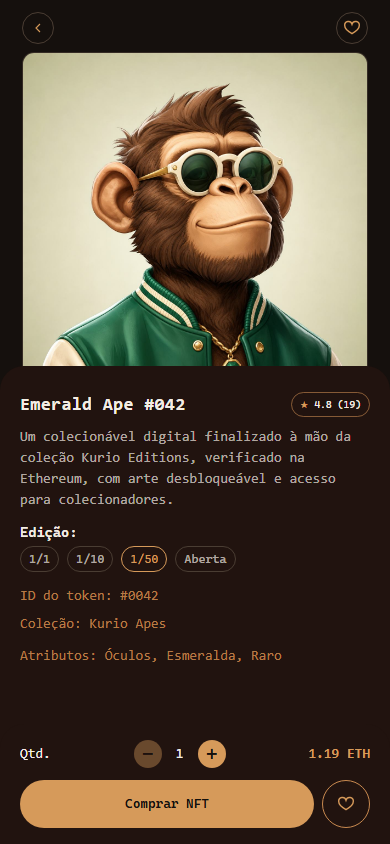 Emerald Ape #042
★ 4.8 (19)
Um colecionável digital finalizado à mão da
coleção Kurio Editions, verificado na
Ethereum, com arte desbloqueável e acesso
para colecionadores.
Edição:
1/1 1/10 1/50 Aberta
ID do token: #0042
Coleção: Kurio Apes
Atributos: Óculos, Esmeralda, Raro
Qtd. − 1 + 1.19 ETH
Comprar NFT